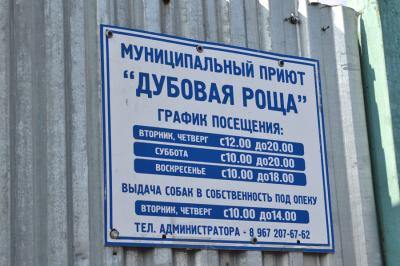 МУНИЦИПАЛЬНЫЙ ПРИЮТ
"ДУБОВАЯ РОЩА"
ГРАФИК ПОСЕЩЕНИЯ:
ВТОРНИК, ЧЕТВЕРГ с12.00 до20.00
СУББОТА с10.00 до20.00
ВОСКРЕСЕНЬЕ с10.00 до18.00
ВЫДАЧА СОБАК В СОБСТВЕННОСТЬ ПОД ОПЕКУ
ВТОРНИК, ЧЕТВЕРГ с10.00 до14.00
ТЕЛ. АДМИНИСТРАТОРА - 8 967 207-67-62